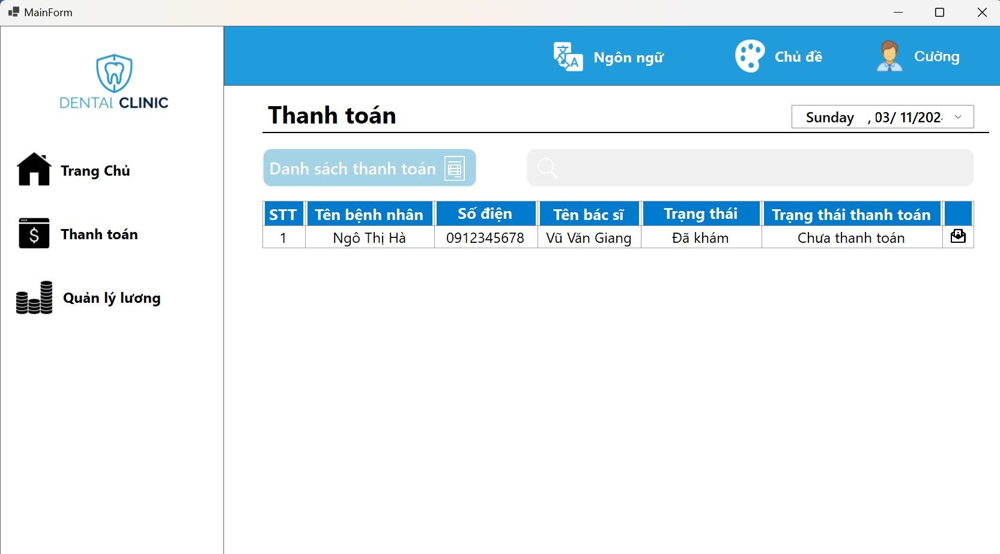 MainForm
DENTAL CLINIC
Ngôn ngữ
Chủ đề
Cường
Thanh toán
Sunday , 03/ 11/202
Trang Chủ
Thanh toán
Quản lý lương
Danh sách thanh toán
STT Tên bệnh nhân Số điện Tên bác sĩ Trạng thái Trạng thái thanh toán
1 Ngô Thị Hà 0912345678 Vũ Văn Giang Đã khám Chưa thanh toán